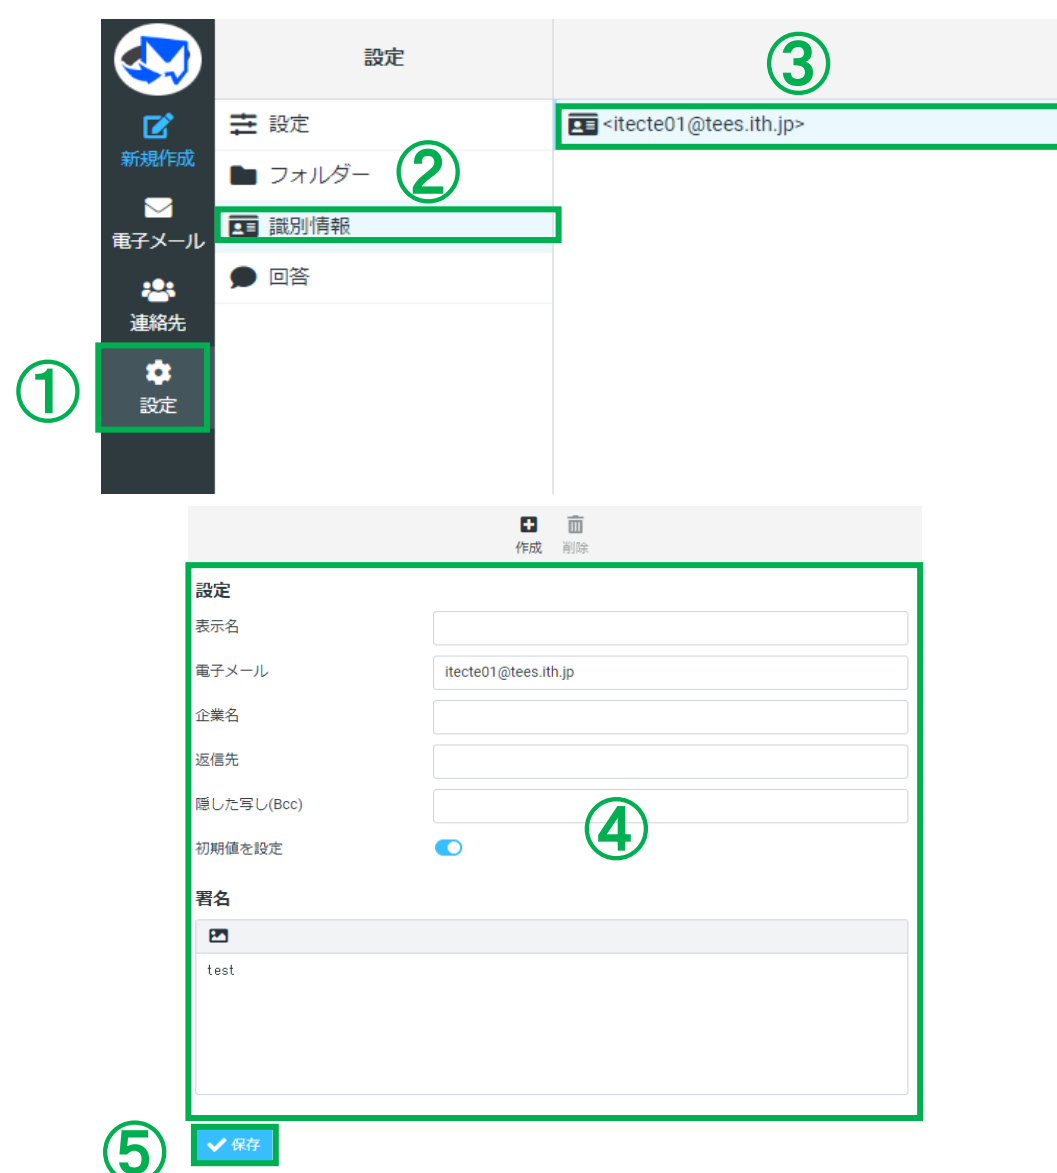 設定
③
新規作成
設定
<itecte01@tees.ith.jp>
フォルダー
②
電子メール
識別情報
回答
連絡先
①
設定
作成
削除
設定
表示名
電子メール
itecte01@tees.ith.jp
企業名
返信先
隠した写し(Bcc)
④
初期値を設定
署名
test
⑤
保存